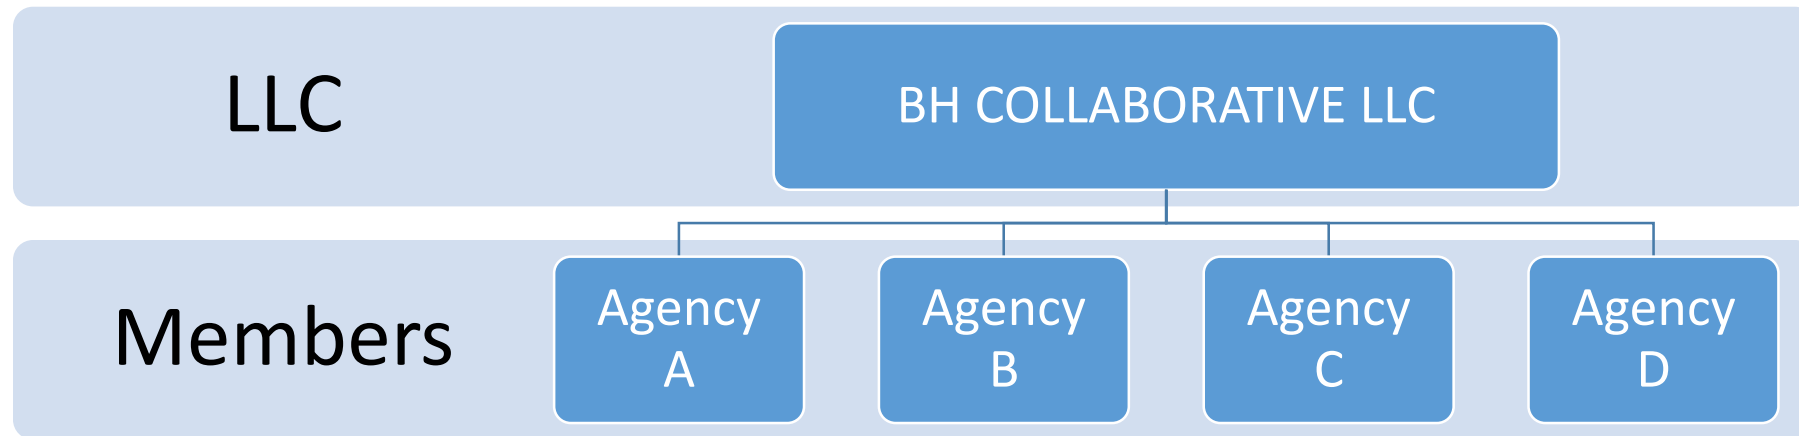 LLC
BH COLLABORATIVE LLC
Members
Agency
A
Agency
B
Agency
C
Agency
D